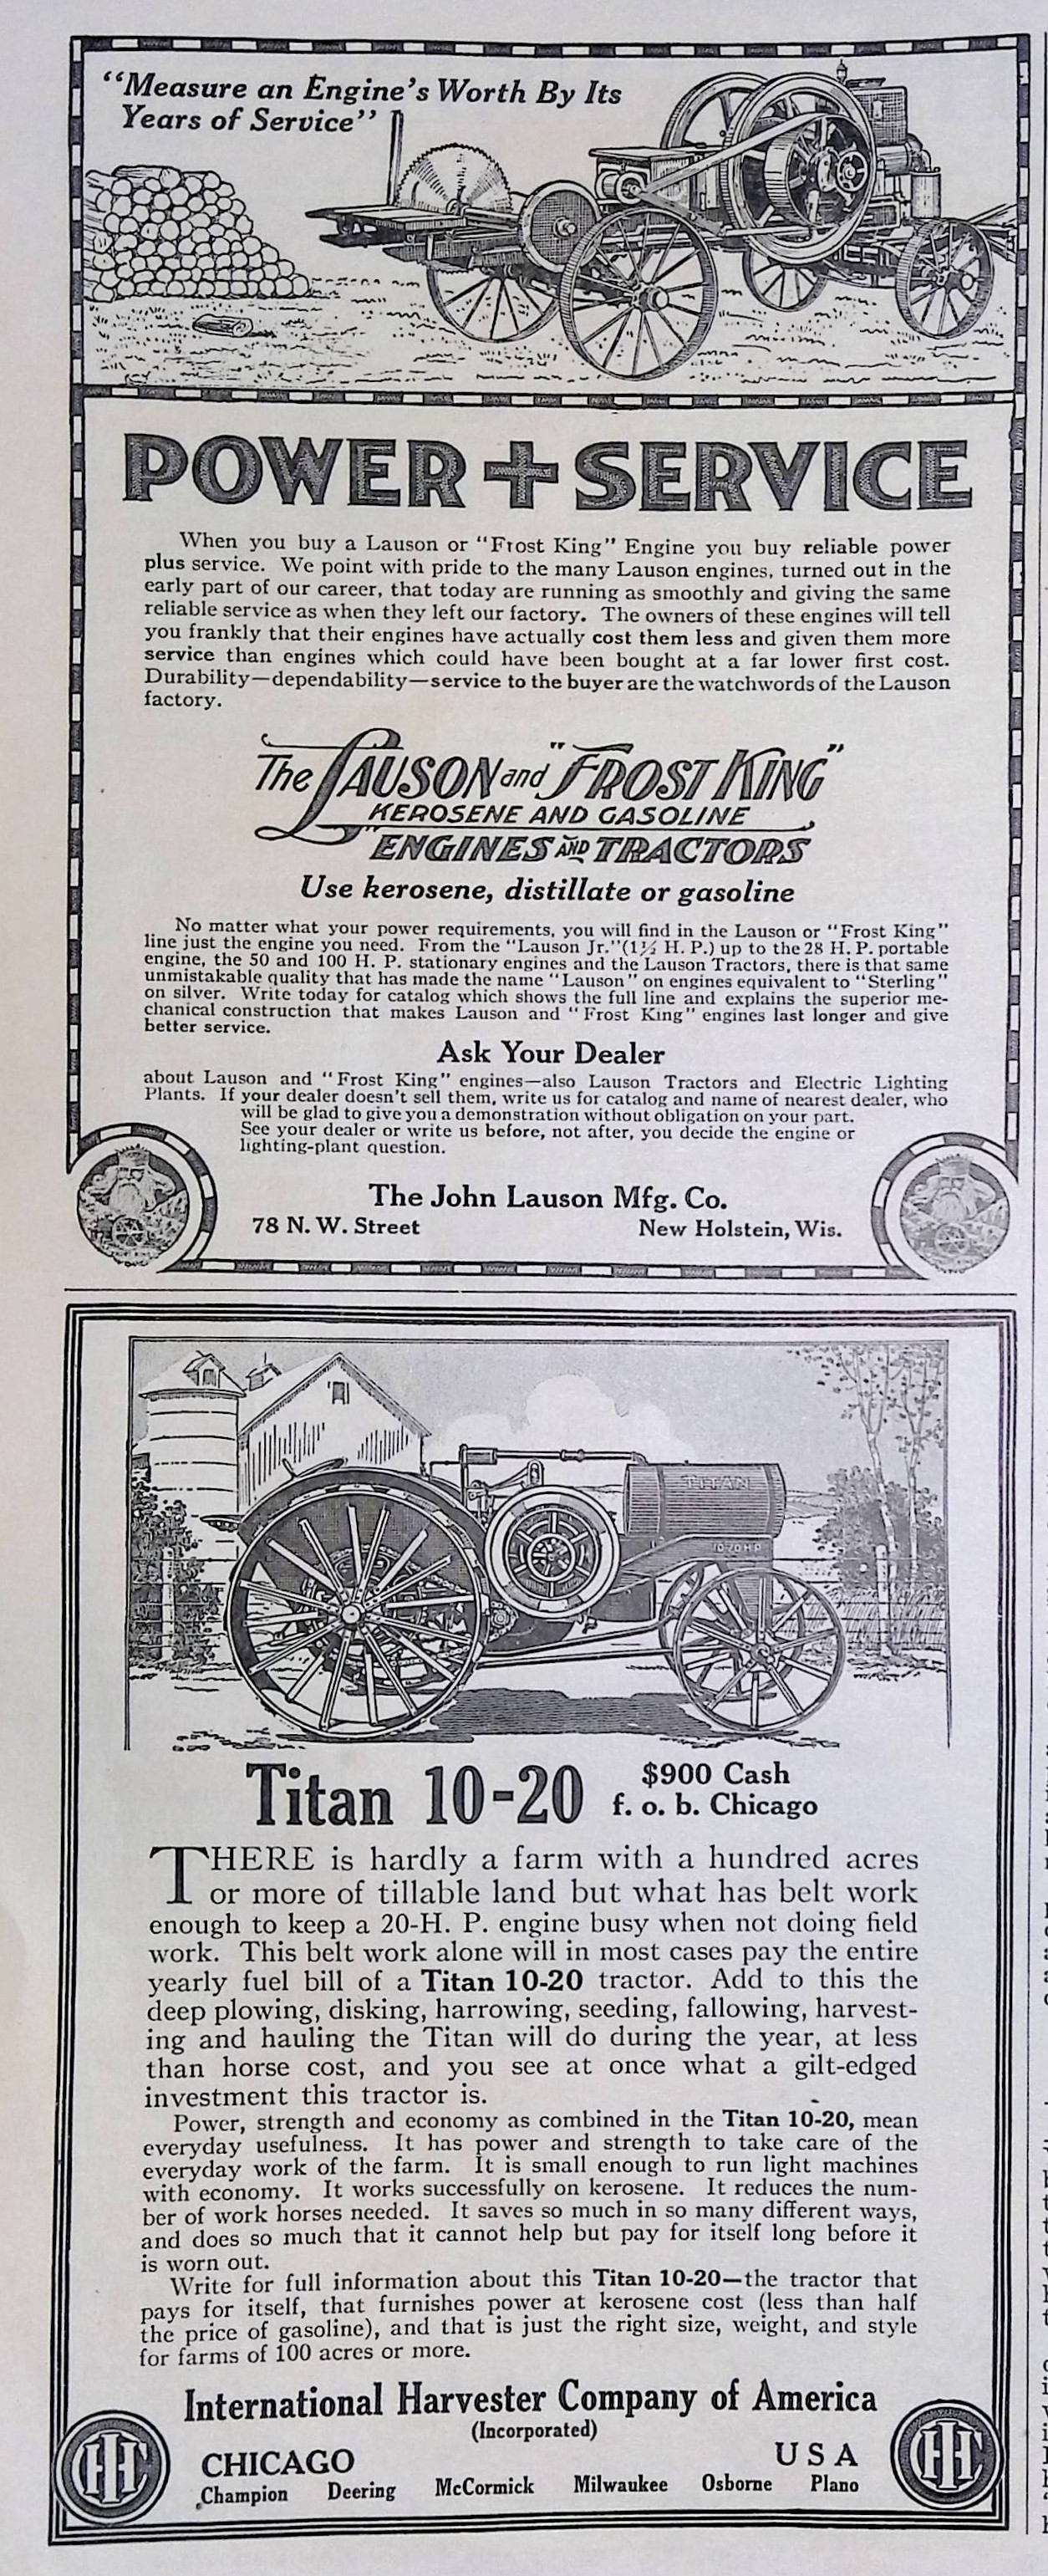 “Measure an Engine’s Worth By Its
Years of Service”
POWER + SERVICE
When you buy a Lauson or “Frost King” Engine you buy reliable power
plus service. We point with pride to the many Lauson engines, turned out in the
early part of our career, that today are running as smoothly and giving the same
reliable service as when they left our factory. The owners of these engines will tell
you frankly that their engines have actually cost them less and given them more
service than engines which could have been bought at a far lower first cost.
Durability—dependability—service to the buyer are the watchwords of the Lauson
factory.
The LAUSON and “FROST KING”
KEROSENE AND GASOLINE
ENGINES AND TRACTORS
Use kerosene, distillate or gasoline
No matter what your power requirements, you will find in the Lauson or “Frost King”
line just the engine you need. From the “Lauson Jr.”(1½ H. P.) up to the 28 H. P. portable
engine, the 50 and 100 H. P. stationary engines and the Lauson Tractors, there is that same
unmistakable quality that has made the name “Lauson” on engines equivalent to “Sterling”
on silver. Write today for catalog which shows the full line and explains the superior me-
chanical construction that makes Lauson and “Frost King” engines last longer and give
better service.
Ask Your Dealer
about Lauson and “Frost King” engines—also Lauson Tractors and Electric Lighting
Plants. If your dealer doesn’t sell them, write us for catalog and name of nearest dealer, who
will be glad to give you a demonstration without obligation on your part.
See your dealer or write us before, not after, you decide the engine or
lighting-plant question.
The John Lauson Mfg. Co.
78 N. W. Street New Holstein, Wis.
TITAN
10-20 H P
Titan 10-20 $900 Cash
f. o. b. Chicago
THERE is hardly a farm with a hundred acres
or more of tillable land but what has belt work
enough to keep a 20-H. P. engine busy when not doing field
work. This belt work alone will in most cases pay the entire
yearly fuel bill of a Titan 10-20 tractor. Add to this the
deep plowing, disking, harrowing, seeding, fallowing, harvest-
ing and hauling the Titan will do during the year, at less
than horse cost, and you see at once what a gilt-edged
investment this tractor is.
Power, strength and economy as combined in the Titan 10-20, mean
everyday usefulness. It has power and strength to take care of the
everyday work of the farm. It is small enough to run light machines
with economy. It works successfully on kerosene. It reduces the num-
ber of work horses needed. It saves so much in so many different ways,
and does so much that it cannot help but pay for itself long before it
is worn out.
Write for full information about this Titan 10-20—the tractor that
pays for itself, that furnishes power at kerosene cost (less than half
the price of gasoline), and that is just the right size, weight, and style
for farms of 100 acres or more.
International Harvester Company of America
(Incorporated)
CHICAGO USA
Champion Deering McCormick Milwaukee Osborne Plano
IHC
IHC